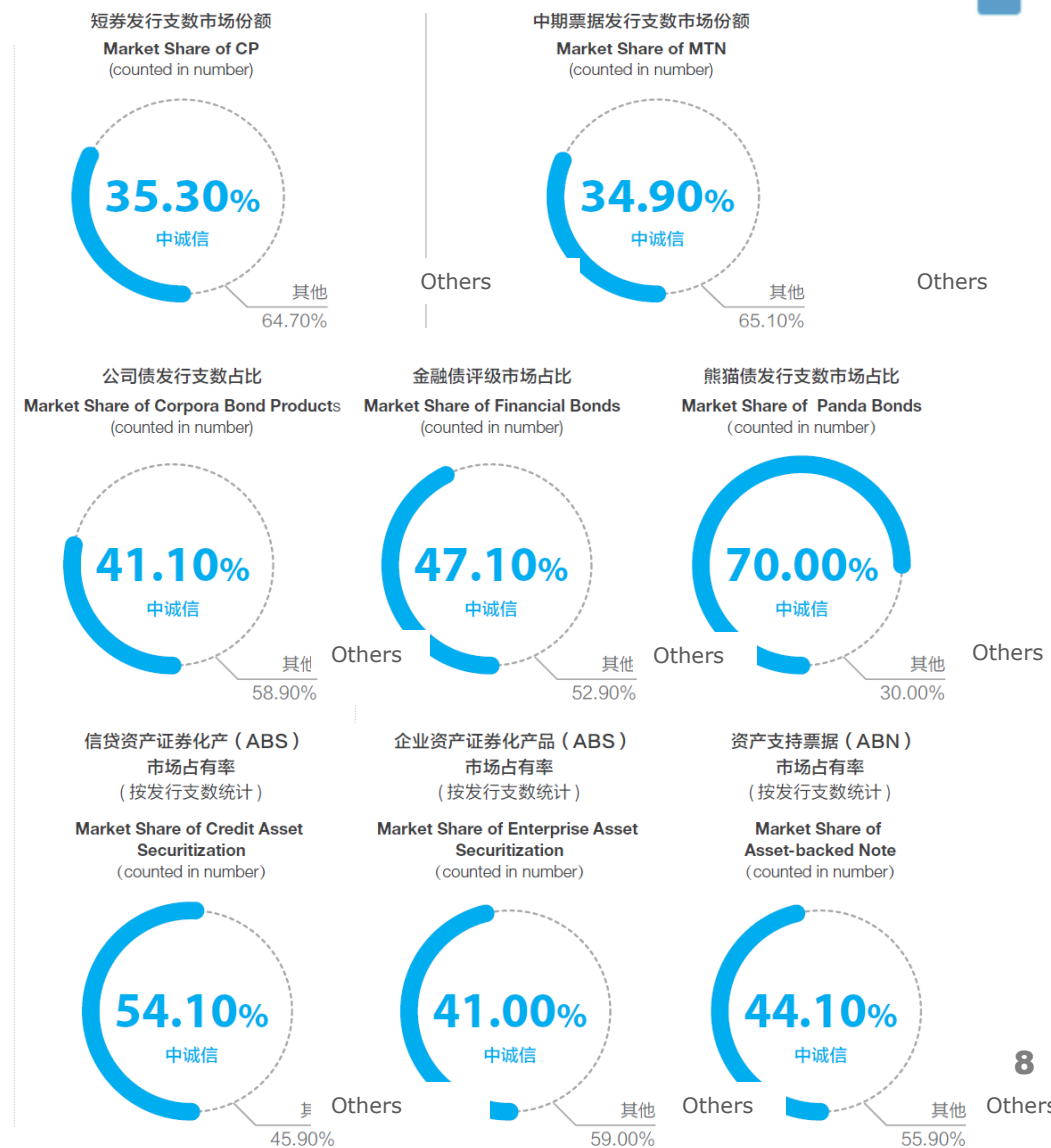 短券发行支数市场份额
Market Share of CP
(counted in number)
35.30%
中诚信
其他
64.70%
Others
中期票据发行支数市场份额
Market Share of MTN
(counted in number)
34.90%
中诚信
其他
65.10%
Others
公司债发行支数占比
Market Share of Corpora Bond Products
(counted in number)
41.10%
中诚信
58.90%
Others
金融债评级市场占比
Market Share of Financial Bonds
(counted in number)
47.10%
中诚信
其他
52.90%
Others
熊猫债发行支数市场占比
Market Share of Panda Bonds
(counted in number)
70.00%
中诚信
其他
30.00%
Others
信贷资产证券化产(ABS)
市场占有率
(按发行支数统计)
Market Share of Credit Asset
Securitization
(counted in number)
54.10%
中诚信
45.90%
Others
企业资产证券化产品(ABS)
市场占有率
(按发行支数统计)
Market Share of Enterprise Asset
Securitization
(counted in number)
41.00%
中诚信
其他
59.00%
Others
资产支持票据(ABN)
市场占有率
(按发行支数统计)
Market Share of
Asset-backed Note
(counted in number)
44.10%
中诚信
其他
55.90%
Others
8